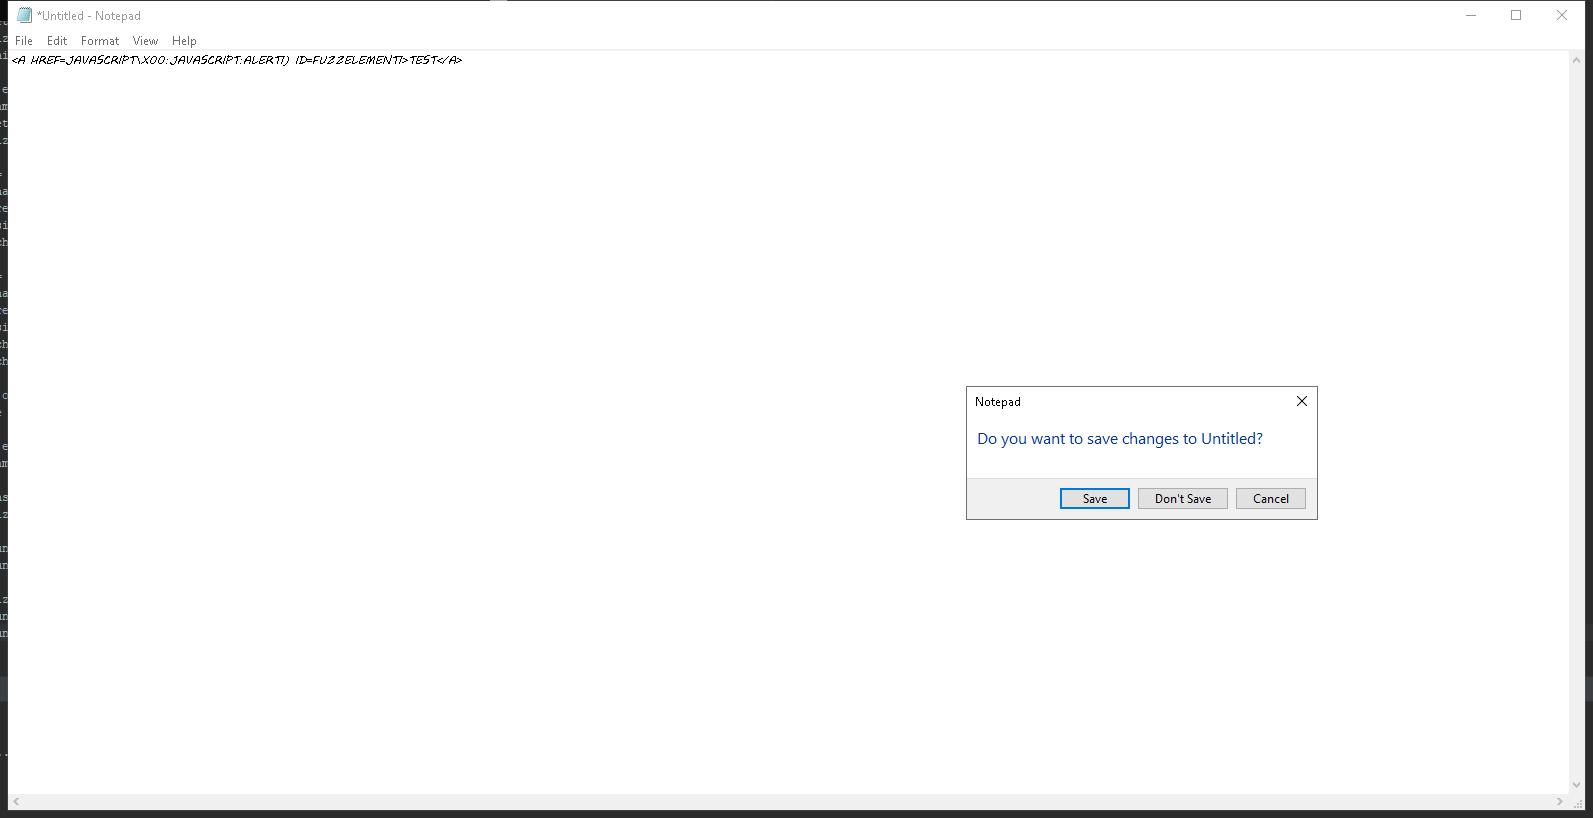 *Untitled - Notepad
File Edit Format View Help
<A HREF=JAVASCRIPT\X00:JAVASCRIPT:ALERT1) ID=FUZZELEMENT1>TEST</A>
Notepad
Do you want to save changes to Untitled?
Save Don't Save Cancel